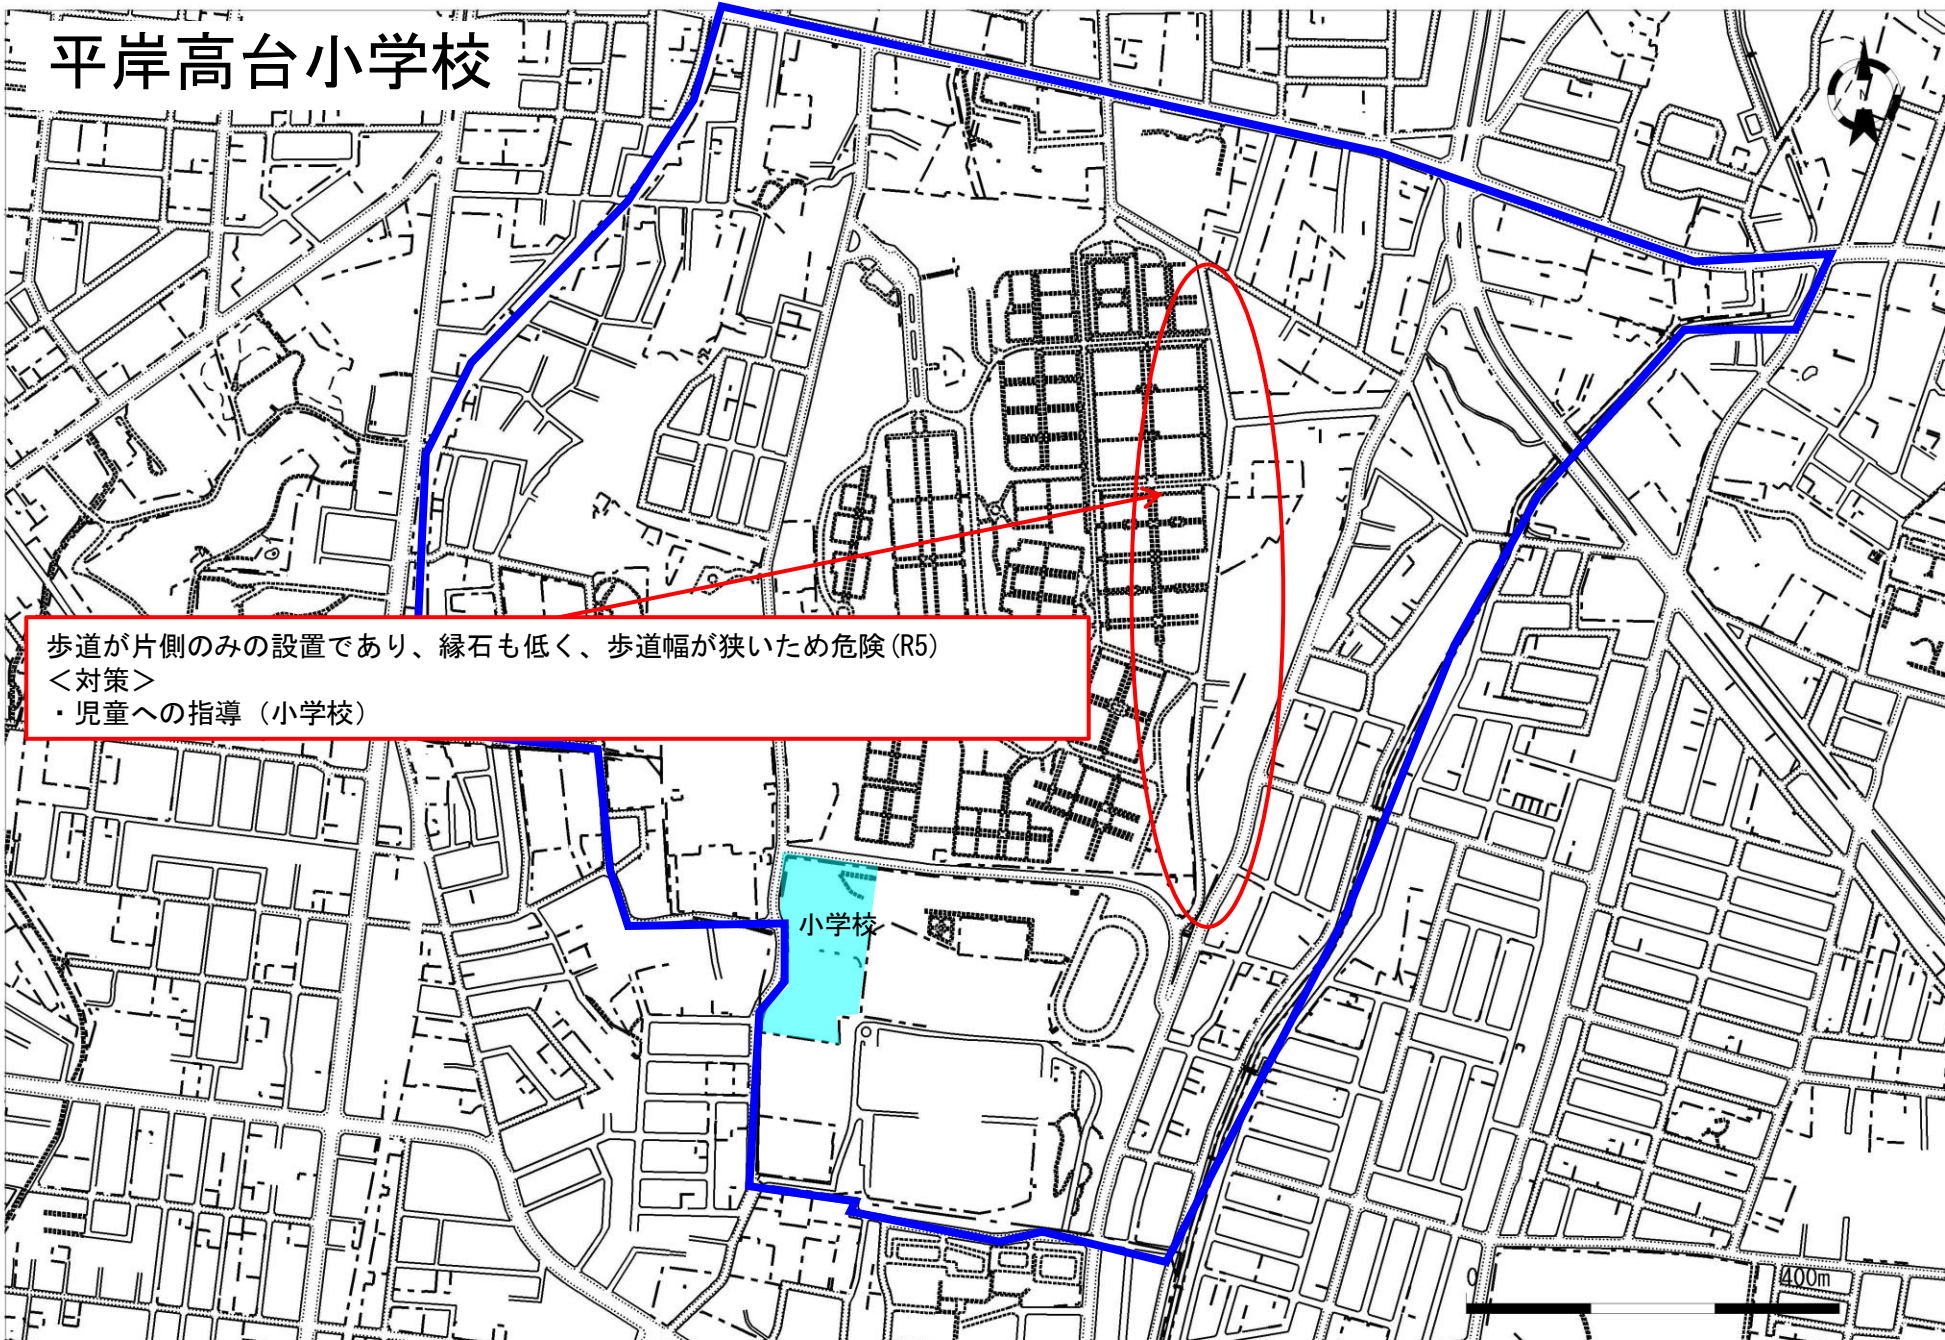 平岸高台小学校
N
歩道が片側のみの設置であり、縁石も低く、歩道幅が狭いため危険(R5)
＜対策＞
・児童への指導（小学校）
小学校
0 400m